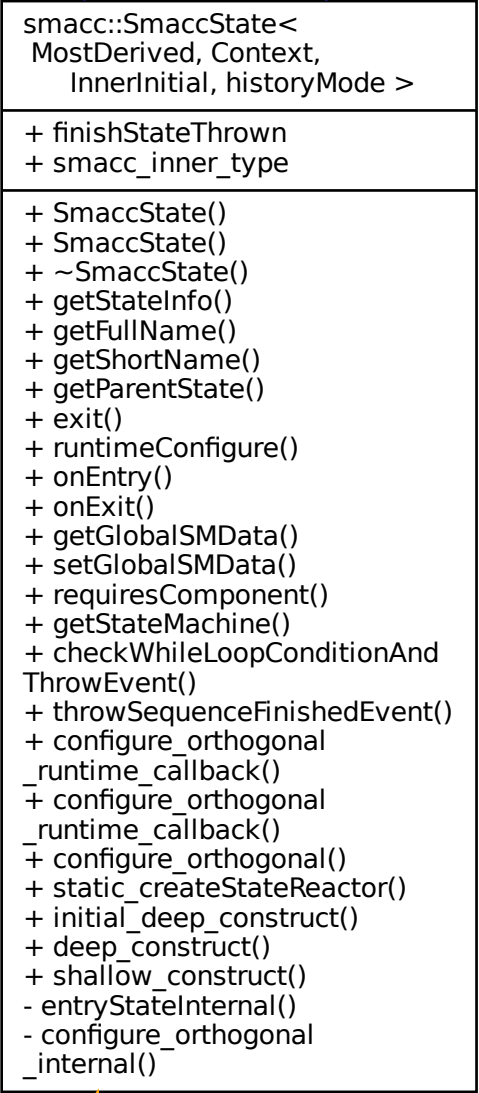 smacc::SmaccState<
MostDerived, Context,
InnerInitial, historyMode >
+ finishStateThrown
+ smacc_inner_type
+ SmaccState()
+ SmaccState()
+ ~SmaccState()
+ getStateInfo()
+ getFullName()
+ getShortName()
+ getParentState()
+ exit()
+ runtimeConfigure()
+ onEntry()
+ onExit()
+ getGlobalSMData()
+ setGlobalSMData()
+ requiresComponent()
+ getStateMachine()
+ checkWhileLoopConditionAnd
ThrowEvent()
+ throwSequenceFinishedEvent()
+ configure_orthogonal
_runtime_callback()
+ configure_orthogonal
_runtime_callback()
+ configure_orthogonal()
+ static_createStateReactor()
+ initial_deep_construct()
+ deep_construct()
+ shallow_construct()
- entryStateInternal()
- configure_orthogonal
_internal()